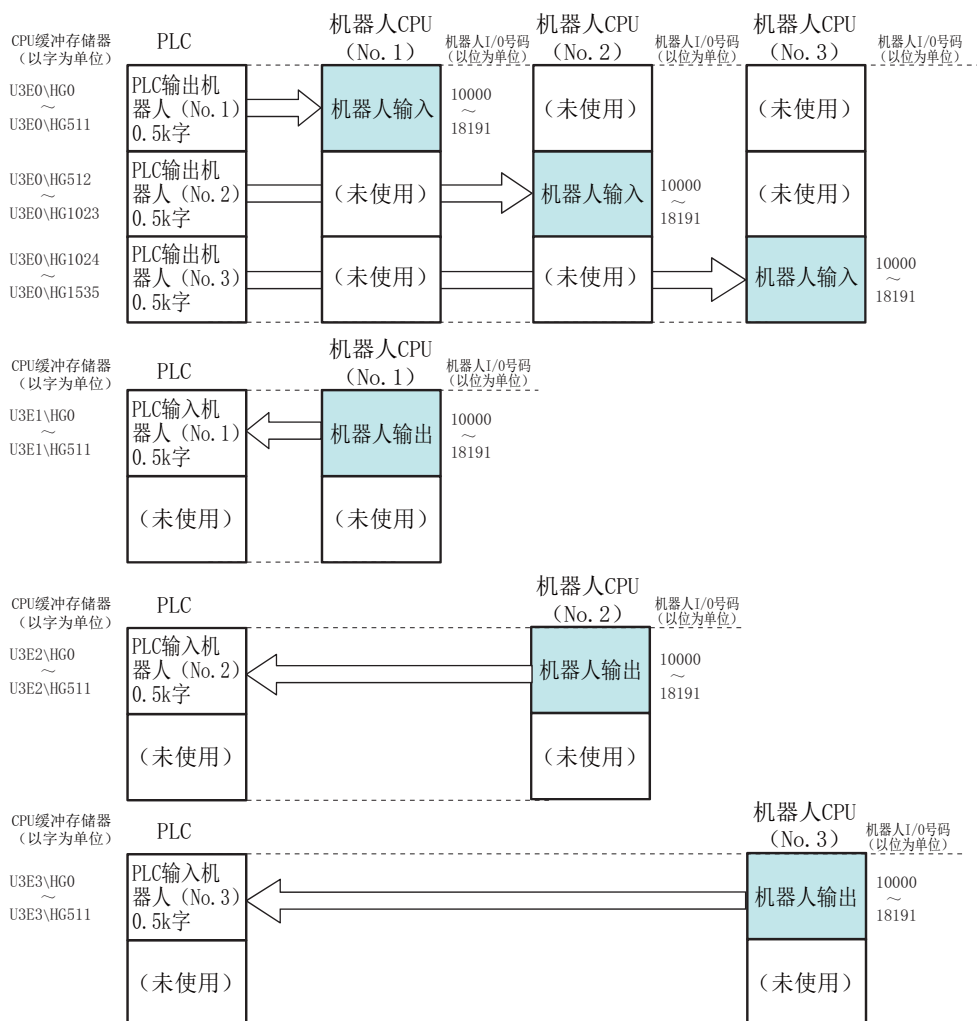 CPU缓冲存储器
（以字为单位）
PLC
机器人CPU
（No. 1）
机器人I/O号码
（以位为单位）
机器人CPU
（No. 2）
机器人I/O号码
（以位为单位）
机器人CPU
（No. 3）
机器人I/O号码
（以位为单位）
U3E0\HG0
～
U3E0\HG511
PLC输出机
器人（No. 1）
0.5k字
机器人输入
10000
～
18191
（未使用）
（未使用）
U3E0\HG512
～
U3E0\HG1023
PLC输出机
器人（No. 2）
0.5k字
（未使用）
机器人输入
10000
～
18191
（未使用）
U3E0\HG1024
～
U3E0\HG1535
PLC输出机
器人（No. 3）
0.5k字
（未使用）
（未使用）
机器人输入
10000
～
18191
CPU缓冲存储器
（以字为单位）
PLC
机器人CPU
（No. 1）
机器人I/O号码
（以位为单位）
U3E1\HG0
～
U3E1\HG511
PLC输入机
器人（No. 1）
0.5k字
机器人输出
10000
～
18191
（未使用）
（未使用）
CPU缓冲存储器
（以字为单位）
PLC
机器人CPU
（No. 2）
机器人I/O号码
（以位为单位）
U3E2\HG0
～
U3E2\HG511
PLC输入机
器人（No. 2）
0.5k字
机器人输出
10000
～
18191
（未使用）
（未使用）
CPU缓冲存储器
（以字为单位）
PLC
机器人CPU
（No. 3）
机器人I/O号码
（以位为单位）
U3E3\HG0
～
U3E3\HG511
PLC输入机
器人（No. 3）
0.5k字
机器人输出
10000
～
18191
（未使用）
（未使用）